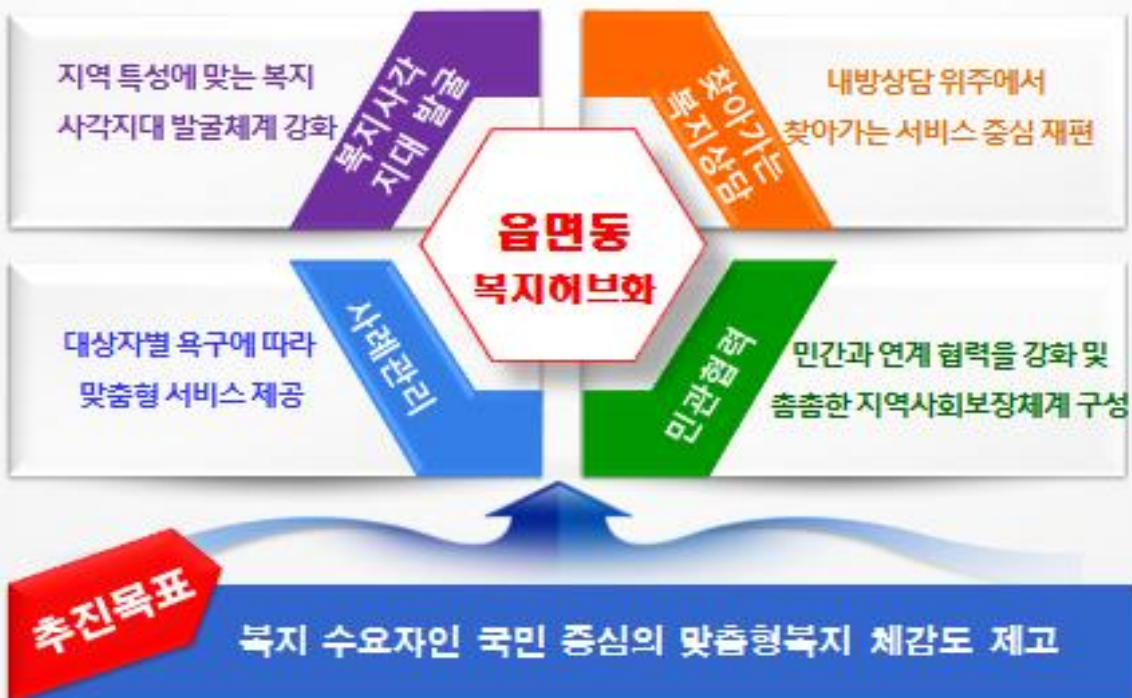 지역 특성에 맞는 복지
사각지대 발굴체계 강화
복지사각
지대 발굴
찾아가는
복지상담
내방상담 위주에서
찾아가는 서비스 중심 재편
읍면동
복지허브화
대상자별 욕구에 따라
맞춤형 서비스 제공
사례관리
민관협력
민간과 연계 협력을 강화 및
촘촘한 지역사회보장체계 구성
추진목표
복지 수요자인 국민 중심의 맞춤형복지 체감도 제고